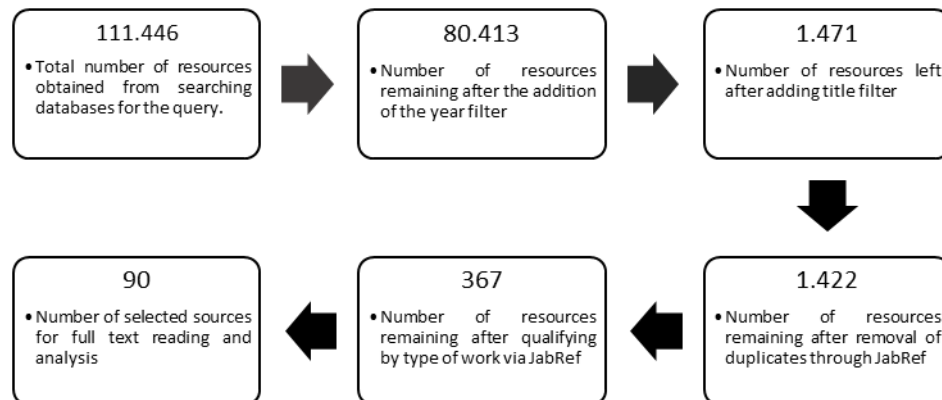 111.446
• Total number of resources
obtained from searching
databases for the query.
80.413
• Number of resources
remaining after the addition
of the year filter
1.471
• Number of resources left
after adding title filter
90
• Number of selected sources
for full text reading and
analysis
367
• Number of resources
remaining after qualifying
by type of work via JabRef
1.422
• Number of resources
remaining after removal of
duplicates through JabRef